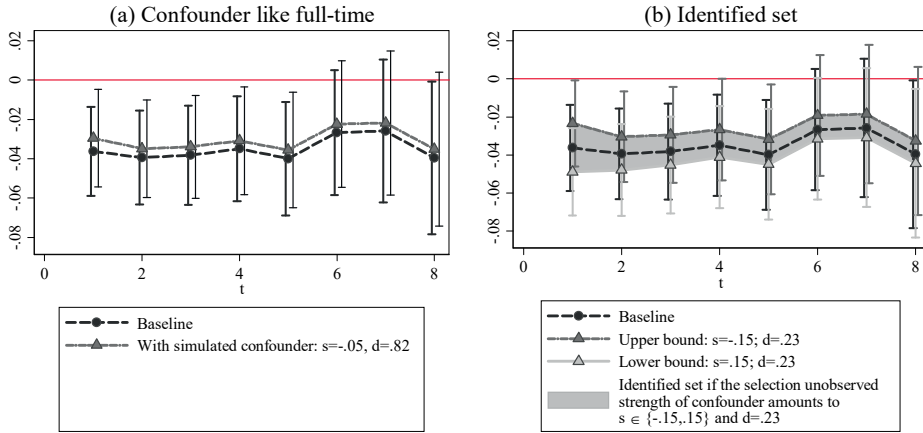 (a) Confounder like full-time
.02
0
-.02
-.04
-.06
-.08
0
2
4
6
8
t
Baseline
With simulated confounder: s=-.05, d=.82
(b) Identified set
.02
0
-.02
-.04
-.06
-.08
0
2
4
6
8
t
Baseline
Upper bound: s=-.15; d=.23
Lower bound: s=.15; d=.23
Identified set if the selection unobserved
strength of confounder amounts to
s ∈ {-.15,.15} and d=.23